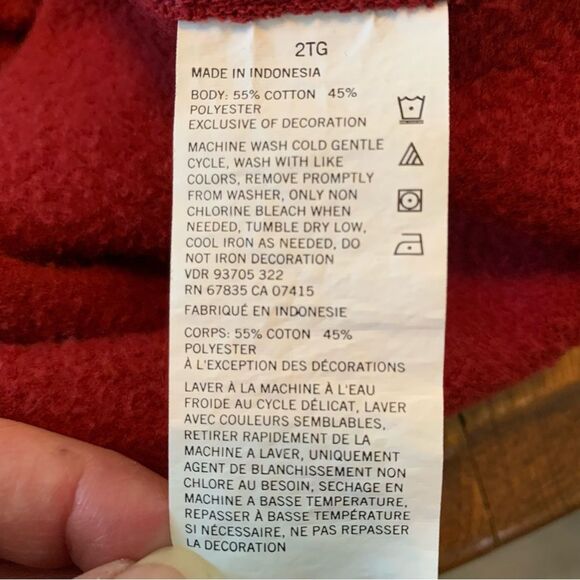 2TG
MADE IN INDONESIA
BODY: 55% COTTON 45%
POLYESTER
EXCLUSIVE OF DECORATION
MACHINE WASH COLD GENTLE
CYCLE, WASH WITH LIKE
COLORS, REMOVE PROMPTLY
FROM WASHER, ONLY NON
CHLORINE BLEACH WHEN
NEEDED, TUMBLE DRY LOW,
COOL IRON AS NEEDED, DO
NOT IRON DECORATION
VDR 93705 322
RN 67835 CA 07415
FABRIQUÉ EN INDONESIE
CORPS: 55% COTON 45%
POLYESTER
À L'EXCEPTION DES DÉCORATIONS
LAVER À LA MACHINE À L'EAU
FROIDE AU CYCLE DÉLICAT, LAVER
AVEC COULEURS SEMBLABLES,
RETIRER RAPIDEMENT DE LA
MACHINE A LAVER, UNIQUEMENT
AGENT DE BLANCHISSEMENT NON
CHLORE AU BESOIN, SECHAGE EN
MACHINE A BASSE TEMPERATURE,
REPASSER À BASSE TEMPÉRATURE
SI NÉCESSAIRE, NE PAS REPASSER
LA DECORATION